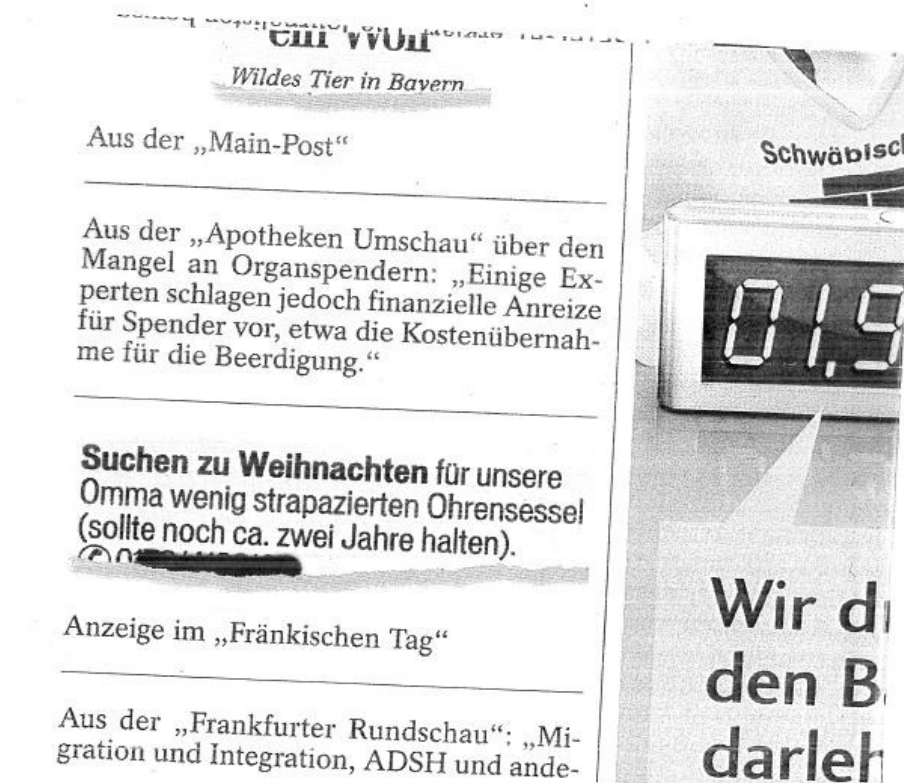 ein Wolf
Wildes Tier in Bayern
Aus der „Main-Post“
Aus der „Apotheken Umschau“ über den
Mangel an Organspendern: „Einige Ex-
perten schlagen jedoch finanzielle Anreize
für Spender vor, etwa die Kostenübernah-
me für die Beerdigung.“
Suchen zu Weihnachten für unsere
Omma wenig strapazierten Ohrensessel
(sollte noch ca. zwei Jahre halten).
Anzeige im „Fränkischen Tag“
Aus der „Frankfurter Rundschau“: „Mi-
gration und Integration, ADSH und ande-
Schwäbisch
01,9
Wir d
den B
darleh